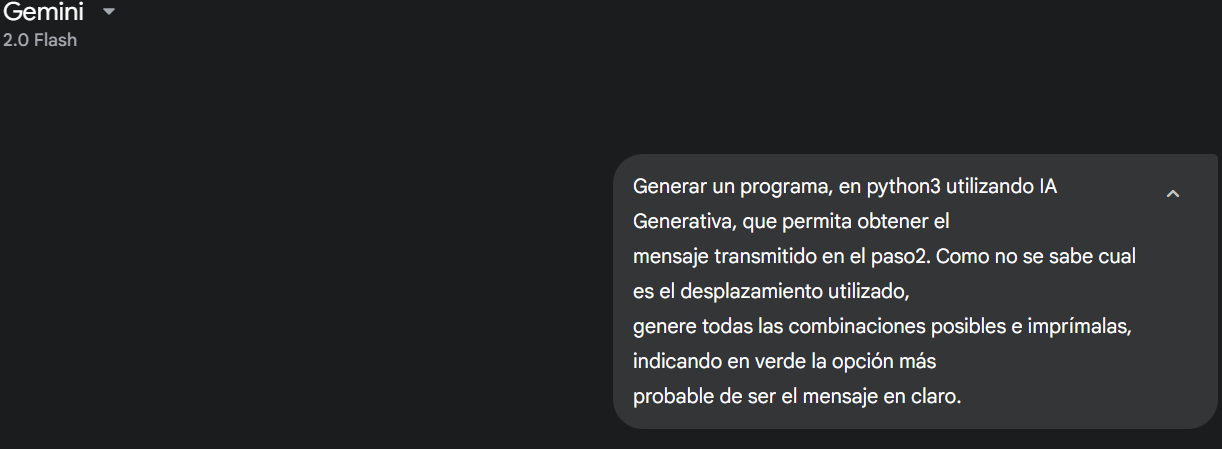 Gemini
2.0 Flash
Generar un programa, en python3 utilizando IA
Generativa, que permita obtener el
mensaje transmitido en el paso2. Como no se sabe cual
es el desplazamiento utilizado,
genere todas las combinaciones posibles e imprímalas,
indicando en verde la opción más
probable de ser el mensaje en claro.